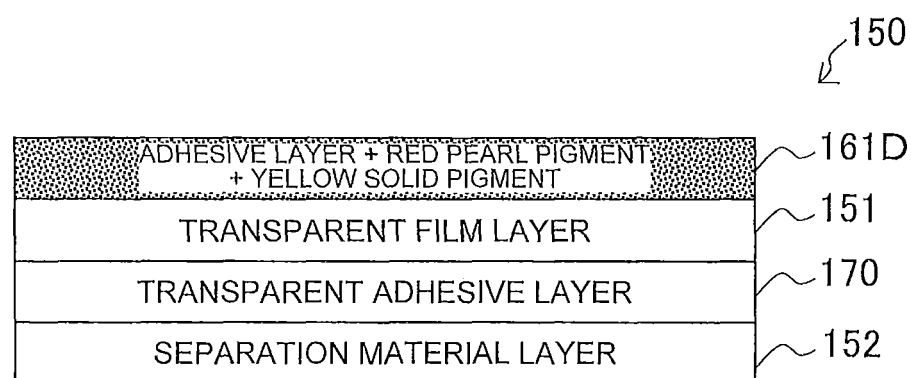 150
ADHESIVE LAYER + RED PEARL PIGMENT
+ YELLOW SOLID PIGMENT
161D
TRANSPARENT FILM LAYER
151
TRANSPARENT ADHESIVE LAYER
170
SEPARATION MATERIAL LAYER
152